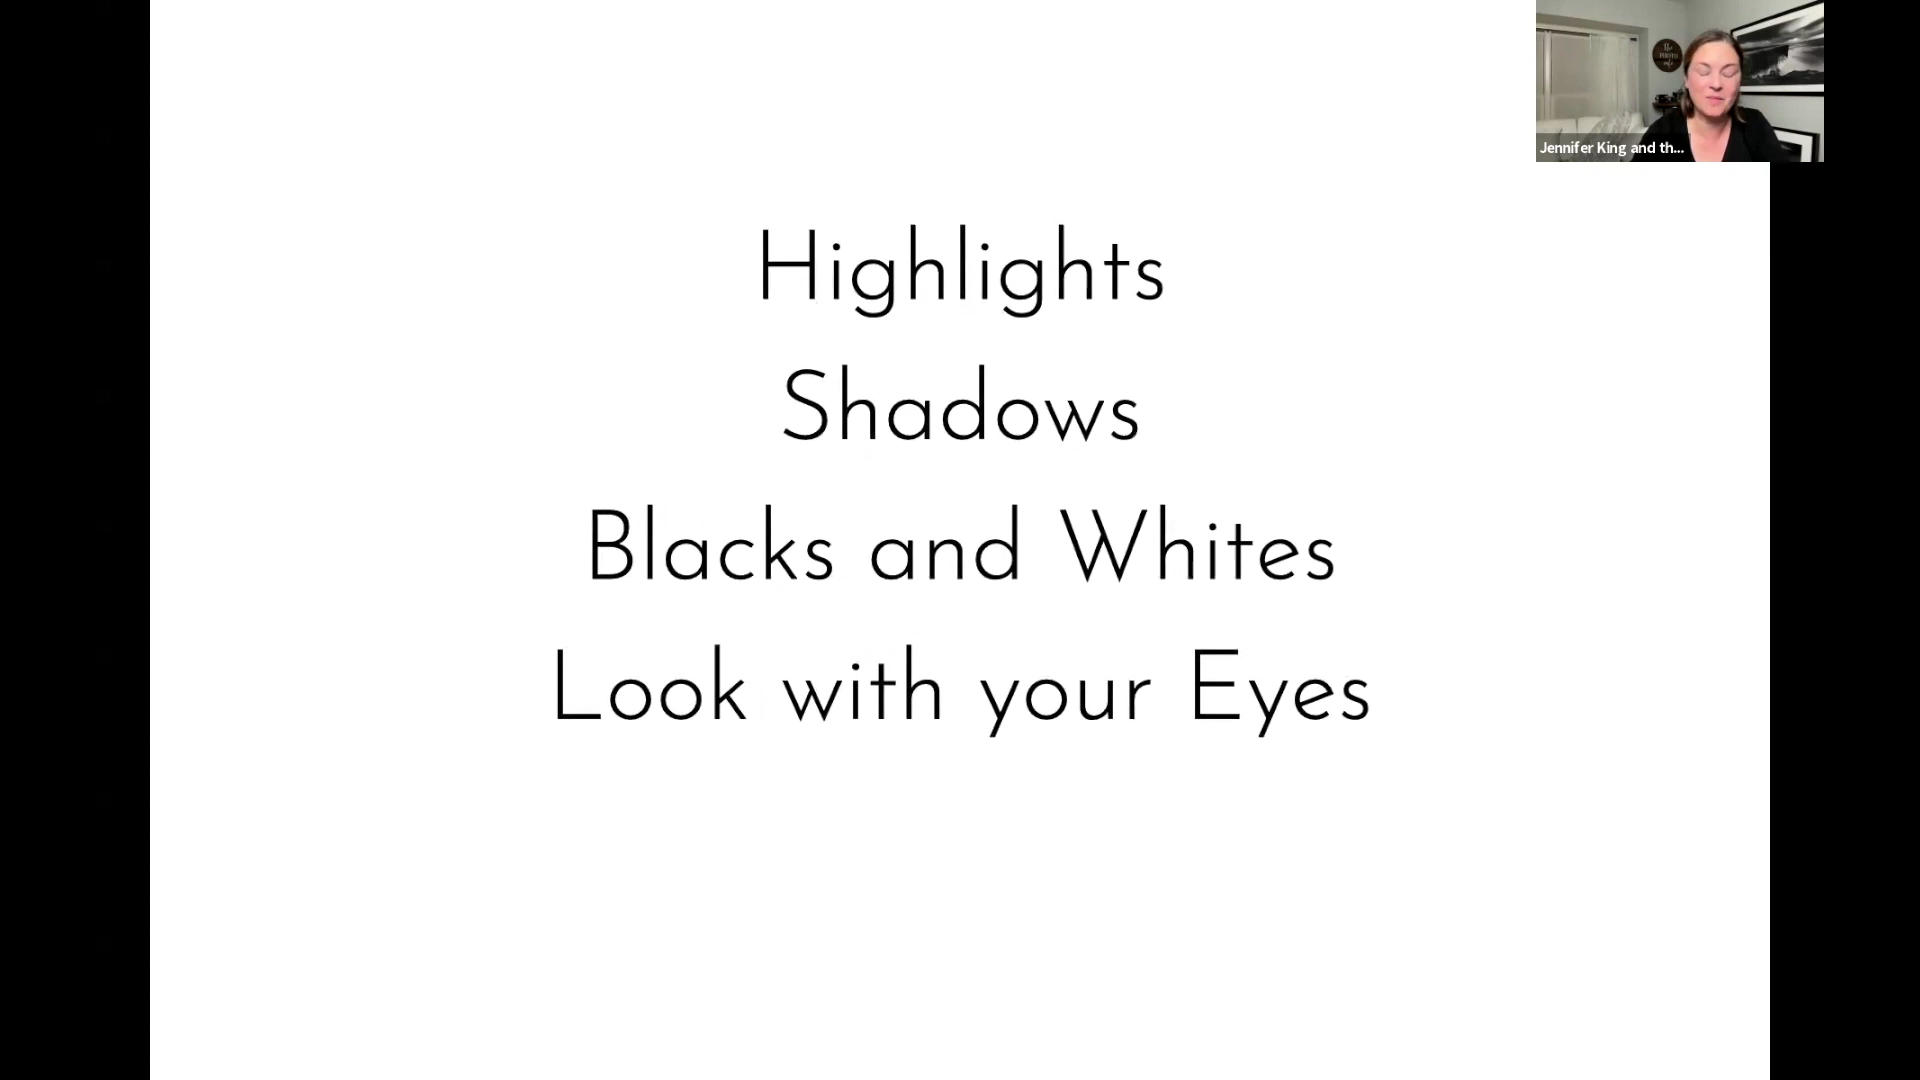 Jennifer King and th...
Highlights
Shadows
Blacks and Whites
Look with your Eyes